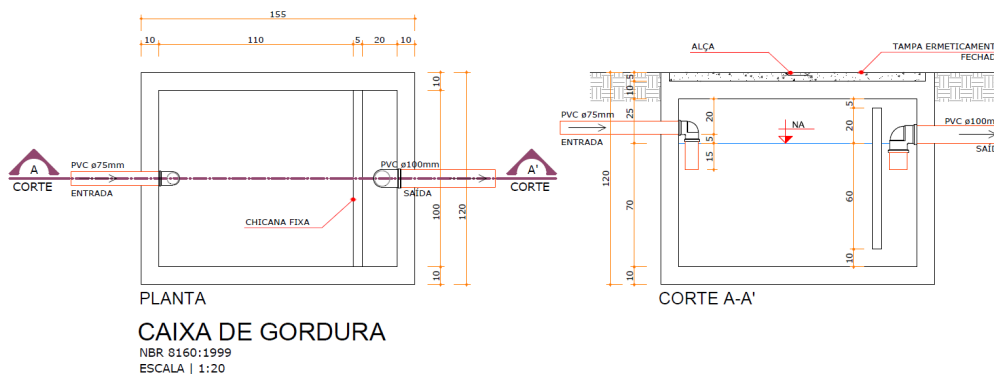 155
10
110
5
20
10
A
CORTE
PVC ø75mm
ENTRADA
PVC ø100mm
SAÍDA
CHICANA FIXA
A'
CORTE
10
100
10
120
PLANTA
CAIXA DE GORDURA
NBR 8160:1999
ESCALA | 1:20
ALÇA
TAMPA ERMETICAMENT
FECHAD
PVC ø75mm
ENTRADA
NA
PVC ø100m
SAÍD
120
5
10
25
70
10
20
5
15
5
20
60
10
CORTE A-A'